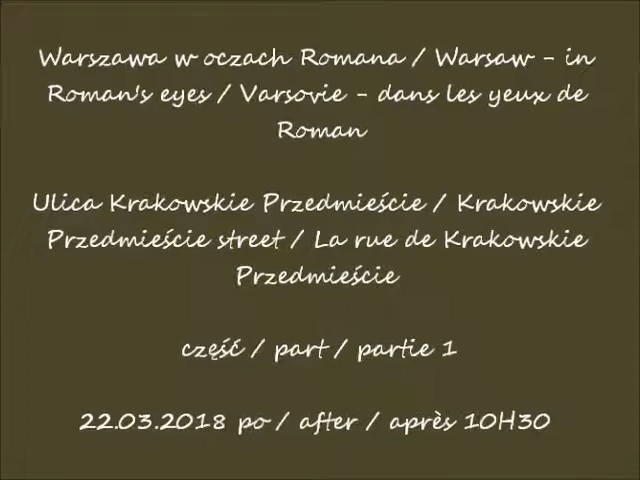 Warszawa w oczach Romana / Warsaw - in
Roman's eyes / Varsovie - dans les yeux de
Roman
Ulica Krakowskie Przedmieście / Krakowskie
Przedmieście street / La rue de Krakowskie
Przedmieście
część / part / partie 1
22.03.2018 po / after / après 10H30